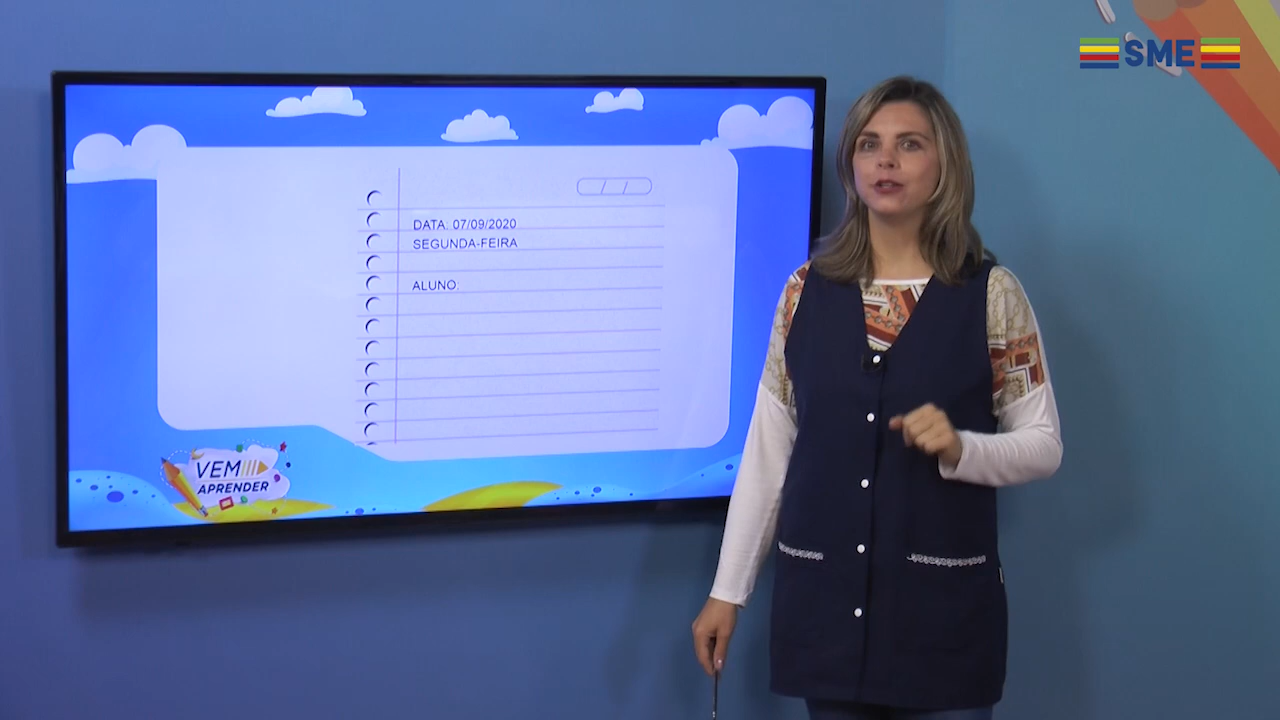 SME
DATA: 07/09/2020
SEGUNDA-FEIRA
ALUNO:
VEM
APRENDER